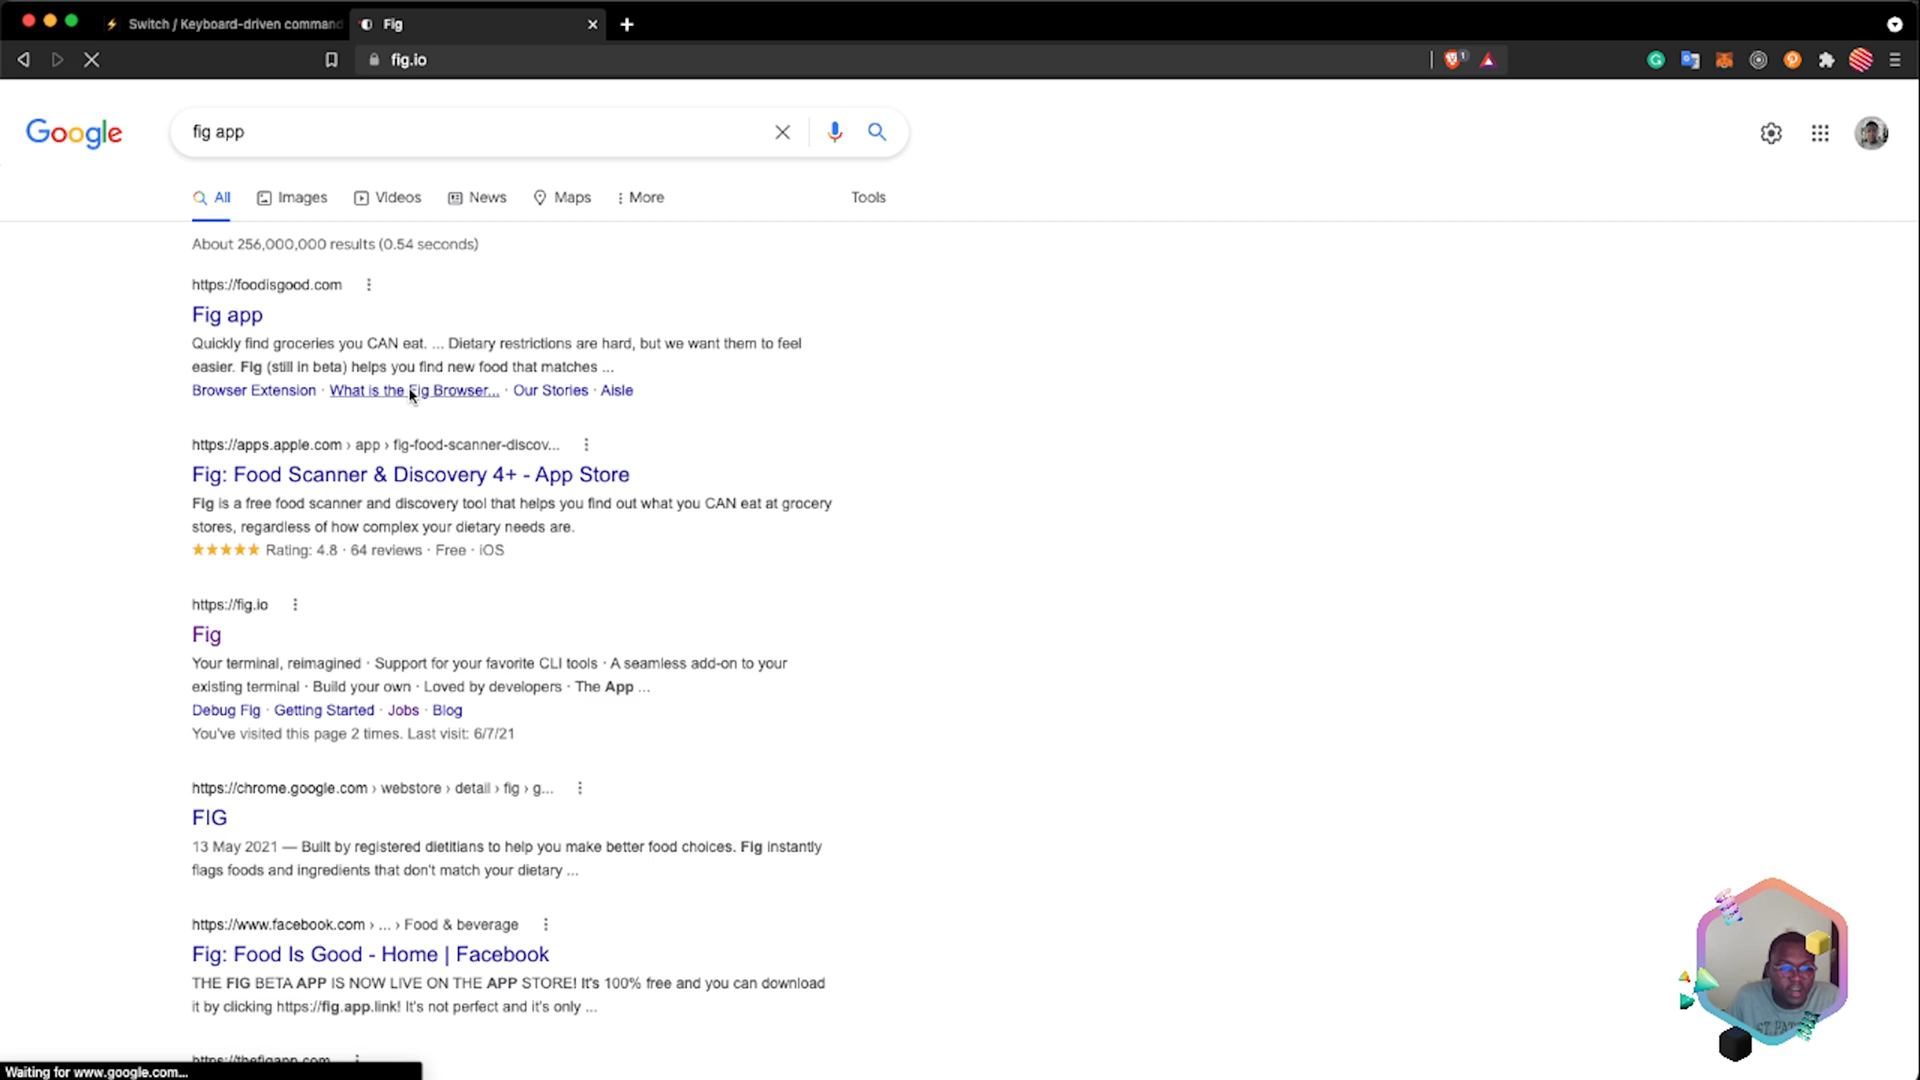 Switch / Keyboard-driven command
Fig
fig.io
1
Google
fig app
All
Images
Videos
News
Maps
More
Tools
About 256,000,000 results (0.54 seconds)
https://foodisgood.com
Fig app
Quickly find groceries you CAN eat. ... Dietary restrictions are hard, but we want them to feel
easier. Fig (still in beta) helps you find new food that matches ...
Browser Extension · What is the Fig Browser... · Our Stories · Aisle
https://apps.apple.com › app › fig-food-scanner-discov...
Fig: Food Scanner & Discovery 4+ - App Store
Fig is a free food scanner and discovery tool that helps you find out what you CAN eat at grocery
stores, regardless of how complex your dietary needs are.
Rating: 4.8 · 64 reviews · Free · iOS
https://fig.io
Fig
Your terminal, reimagined · Support for your favorite CLI tools · A seamless add-on to your
existing terminal · Build your own · Loved by developers · The App ...
Debug Fig · Getting Started · Jobs · Blog
You've visited this page 2 times. Last visit: 6/7/21
https://chrome.google.com › webstore › detail › fig › g...
FIG
13 May 2021 — Built by registered dietitians to help you make better food choices. Fig instantly
flags foods and ingredients that don't match your dietary ...
https://www.facebook.com › ... › Food & beverage
Fig: Food Is Good - Home | Facebook
THE FIG BETA APP IS NOW LIVE ON THE APP STORE! It's 100% free and you can download
it by clicking https://fig.app.link! It's not perfect and it's only ...
https://thefigapp.com
Waiting for www.google.com...